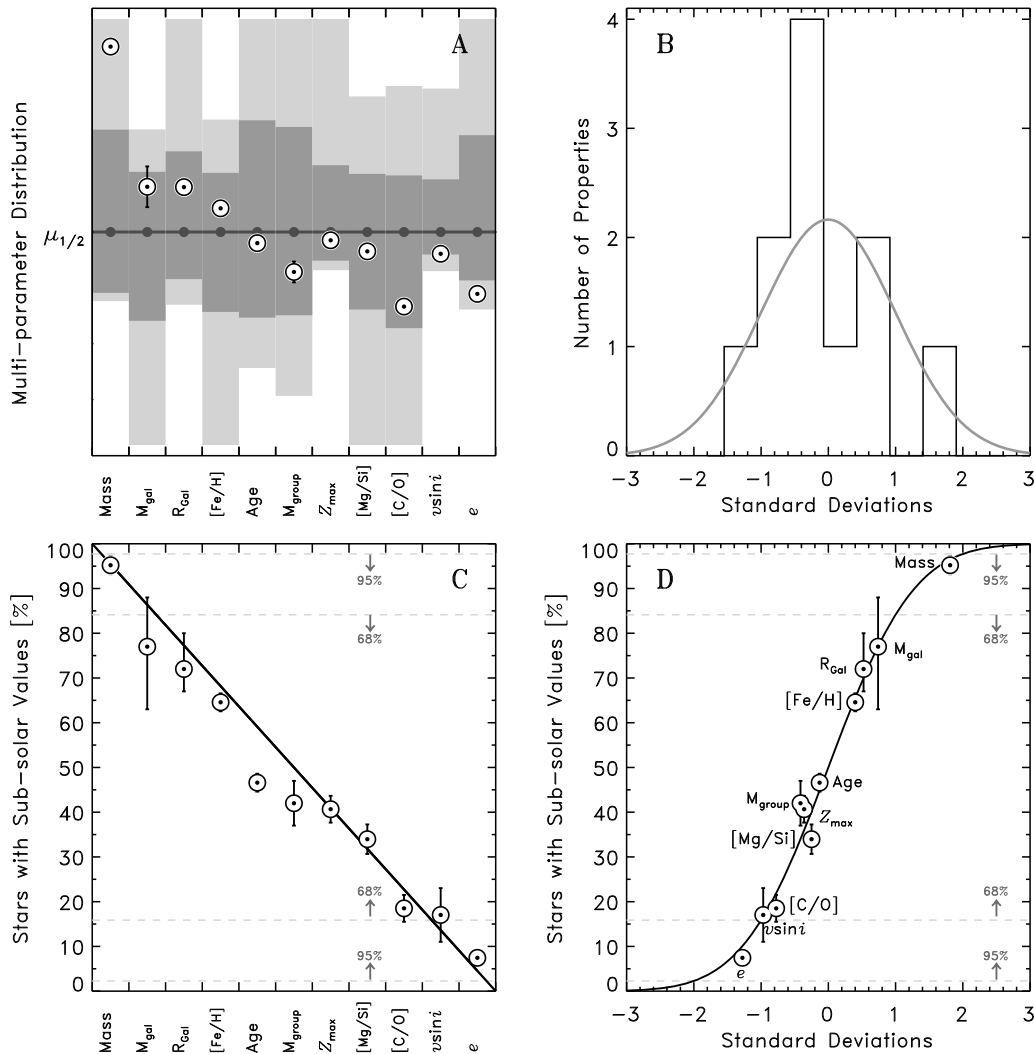 A
Multi-parameter Distribution
μ1/2
Mass
Mgal
RGal
[Fe/H]
Age
Mgroup
Zmax
[Mg/Si]
[C/O]
vsini
e
B
4
3
2
1
0
Number of Properties
-3 -2 -1 0 1 2 3
Standard Deviations
C
100
90
80
70
60
50
40
30
20
10
0
Stars with Sub-solar Values [%]
95%
68%
68%
95%
Mass
Mgal
RGal
[Fe/H]
Age
Mgroup
Zmax
[Mg/Si]
[C/O]
vsini
e
D
100
90
80
70
60
50
40
30
20
10
0
Stars with Sub-solar Values [%]
Mass
95%
68%
Mgal
RGal
[Fe/H]
Age
Mgroup
Zmax
[Mg/Si]
68%
[C/O]
vsini
95%
e
-3 -2 -1 0 1 2 3
Standard Deviations